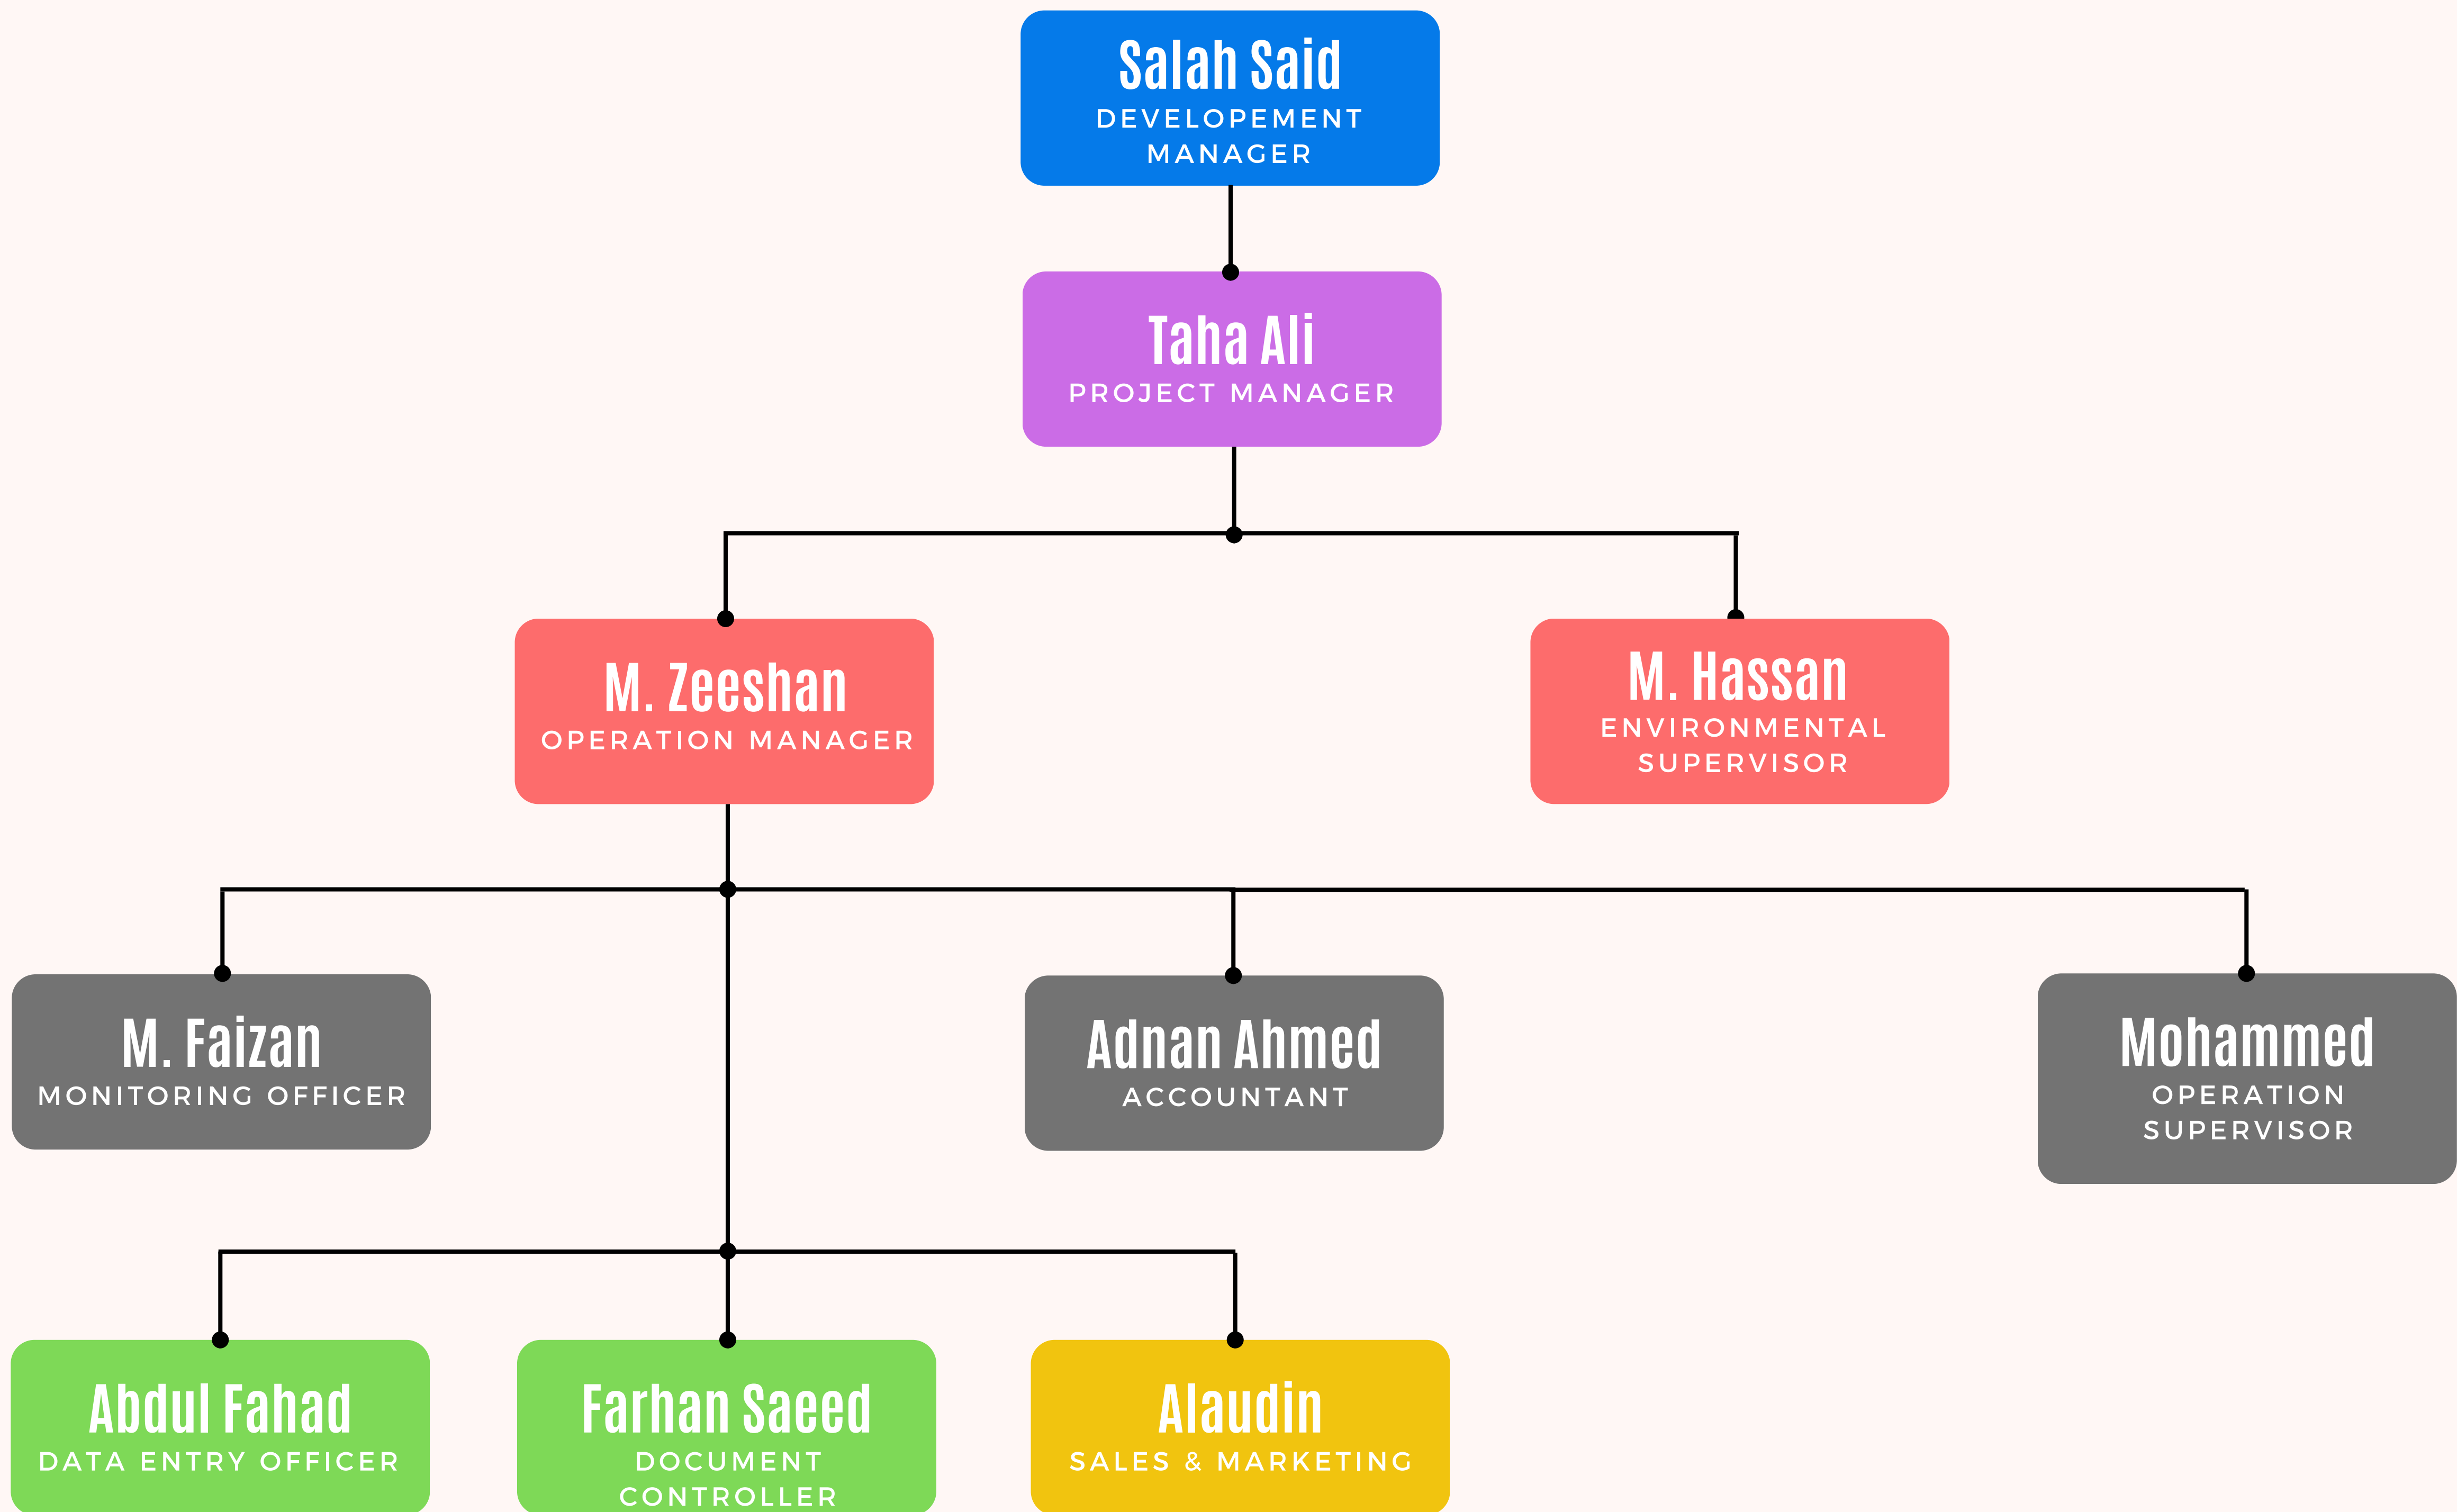 Salah Said
DEVELOPEMENT
MANAGER
Taha Ali
PROJECT MANAGER
M. Zeeshan
OPERATION MANAGER
M. Hassan
ENVIRONMENTAL
SUPERVISOR
M. Faizan
MONITORING OFFICER
Adnan Ahmed
ACCOUNTANT
Mohammed
OPERATION
SUPERVISOR
Abdul Fahad
DATA ENTRY OFFICER
Farhan Saeed
DOCUMENT
CONTROLLER
Alaudin
SALES & MARKETING